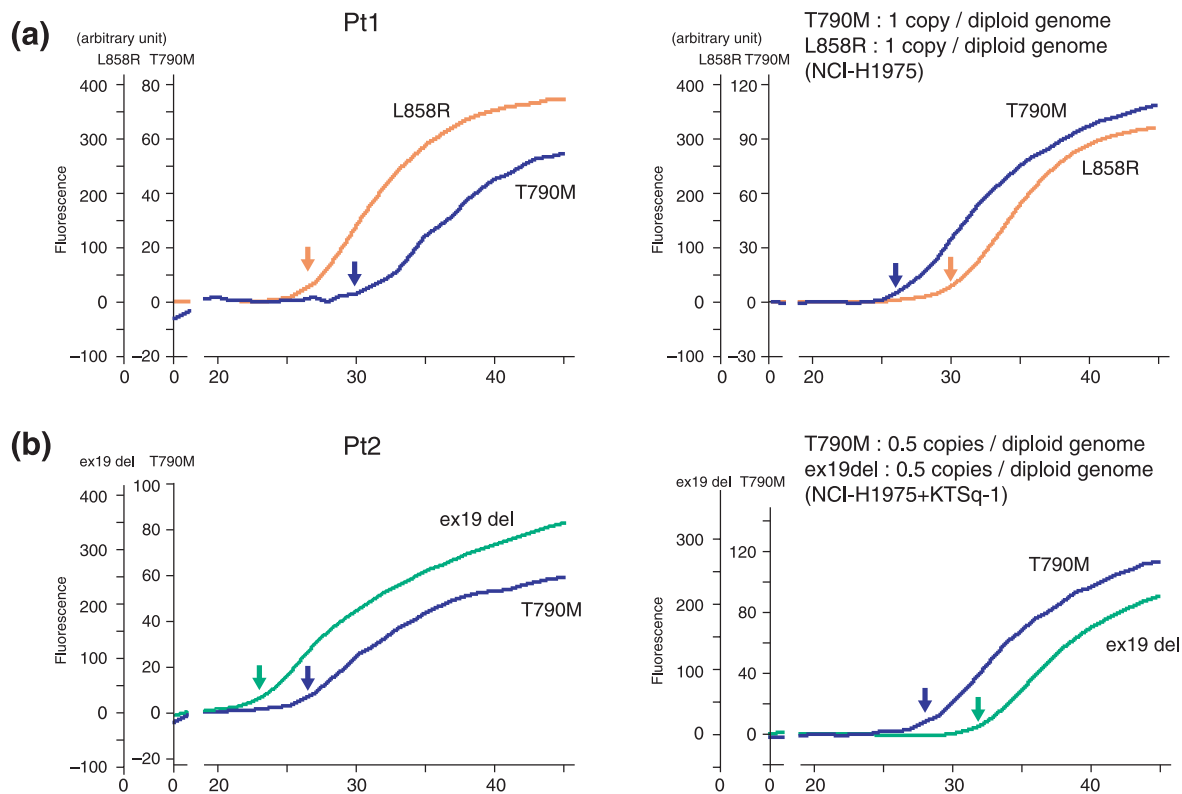 (a)
Pt1
(arbitrary unit)
L858R T790M
400
300
200
100
0
–100
80
60
40
20
0
–20
Fluorescence
L858R
T790M
0
0
20
30
40
T790M : 1 copy / diploid genome
L858R : 1 copy / diploid genome
(NCI-H1975)
(arbitrary unit)
L858R T790M
400
300
200
100
0
–100
120
90
60
30
0
–30
Fluorescence
T790M
L858R
0
0
20
30
40
(b)
Pt2
ex19 del T790M
400
300
200
100
0
–100
100
80
60
40
20
0
–20
Fluorescence
ex19 del
T790M
0
0
20
30
40
T790M : 0.5 copies / diploid genome
ex19del : 0.5 copies / diploid genome
(NCI-H1975+KTSq-1)
ex19 del T790M
300
200
100
0
120
80
40
0
Fluorescence
T790M
ex19 del
0
0
20
30
40